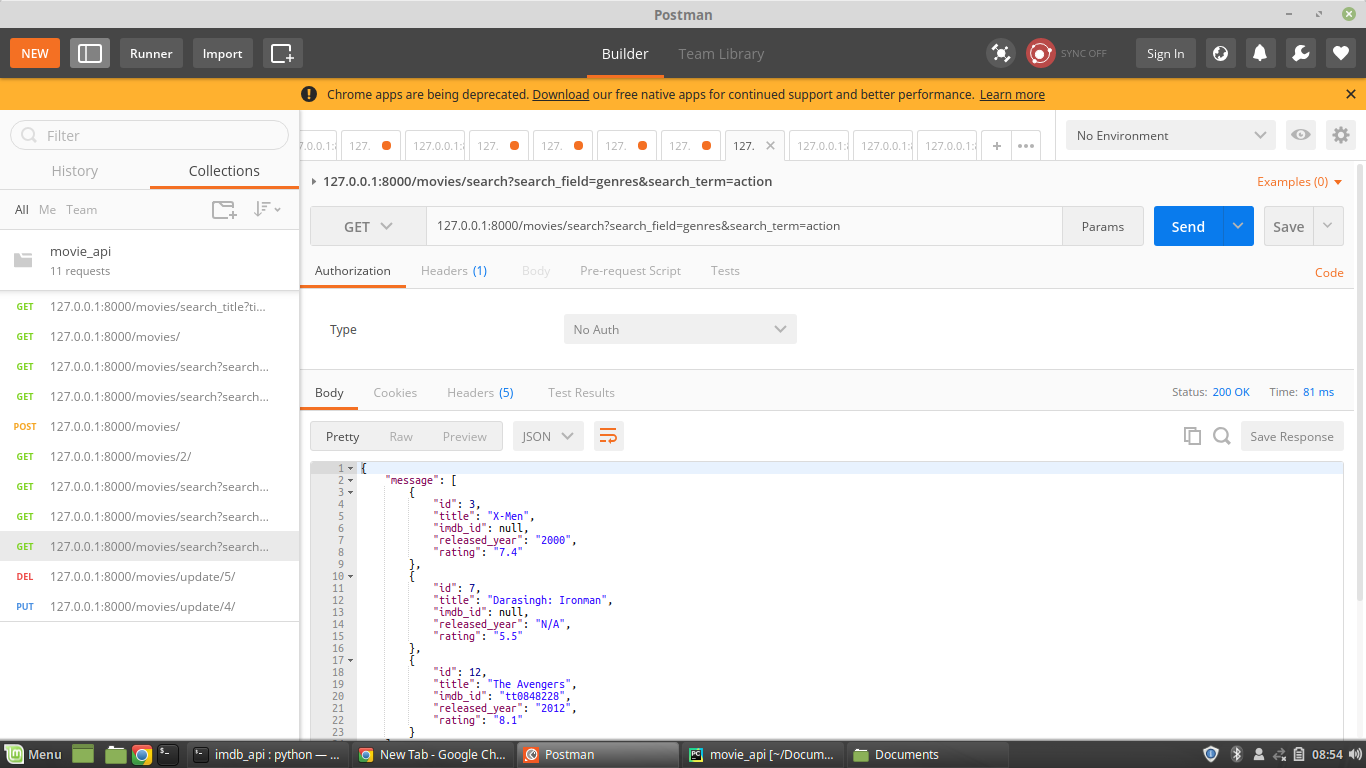 Postman
NEW Runner Import Builder Team Library SYNC OFF Sign In
Chrome apps are being deprecated. Download our free native apps for continued support and better performance. Learn more
Filter
History Collections
All Me Team
movie_api
11 requests
GET 127.0.0.1:8000/movies/search_title?ti...
GET 127.0.0.1:8000/movies/
GET 127.0.0.1:8000/movies/search?search...
GET 127.0.0.1:8000/movies/search?search...
POST 127.0.0.1:8000/movies/
GET 127.0.0.1:8000/movies/2/
GET 127.0.0.1:8000/movies/search?search...
GET 127.0.0.1:8000/movies/search?search...
GET 127.0.0.1:8000/movies/search?search...
DEL 127.0.0.1:8000/movies/update/5/
PUT 127.0.0.1:8000/movies/update/4/
7.0.0.1:8 127. 127.0.0.1:8 127. 127. 127. 127. 127. 127.0.0.1:8 127.0.0.1:8 127.0.0.1:8 + •••
No Environment
127.0.0.1:8000/movies/search?search_field=genres&search_term=action Examples (0)
GET 127.0.0.1:8000/movies/search?search_field=genres&search_term=action Params Send Save
Authorization Headers (1) Body Pre-request Script Tests Code
Type No Auth
Body Cookies Headers (5) Test Results Status: 200 OK Time: 81 ms
Pretty Raw Preview JSON Save Response
1 {
2 "message": [
3 {
4 "id": 3,
5 "title": "X-Men",
6 "imdb_id": null,
7 "released_year": "2000",
8 "rating": "7.4"
9 },
10 {
11 "id": 7,
12 "title": "Darasingh: Ironman",
13 "imdb_id": null,
14 "released_year": "N/A",
15 "rating": "5.5"
16 },
17 {
18 "id": 12,
19 "title": "The Avengers",
20 "imdb_id": "tt0848228",
21 "released_year": "2012",
22 "rating": "8.1"
23 }
Menu imdb_api : python — ... New Tab - Google Ch... Postman movie_api [~/Docum... Documents 08:54